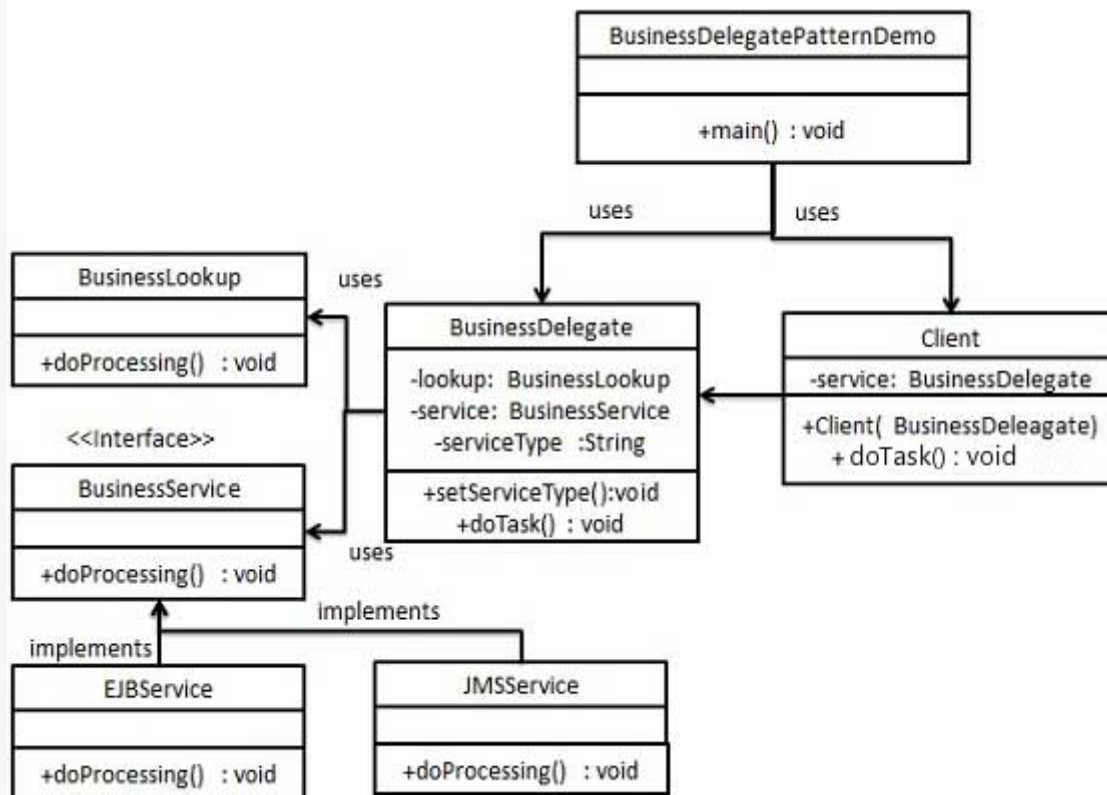 BusinessDelegatePatternDemo
+main() : void
uses
uses
BusinessLookup
+doProcessing() : void
uses
BusinessDelegate
-lookup: BusinessLookup
-service: BusinessService
-serviceType :String
+setServiceType():void
+doTask() : void
Client
-service: BusinessDelegate
+Client( BusinessDeleagate)
+ doTask() : void
<<Interface>>
BusinessService
+doProcessing() : void
uses
implements
implements
EJBService
+doProcessing() : void
JMSService
+doProcessing() : void